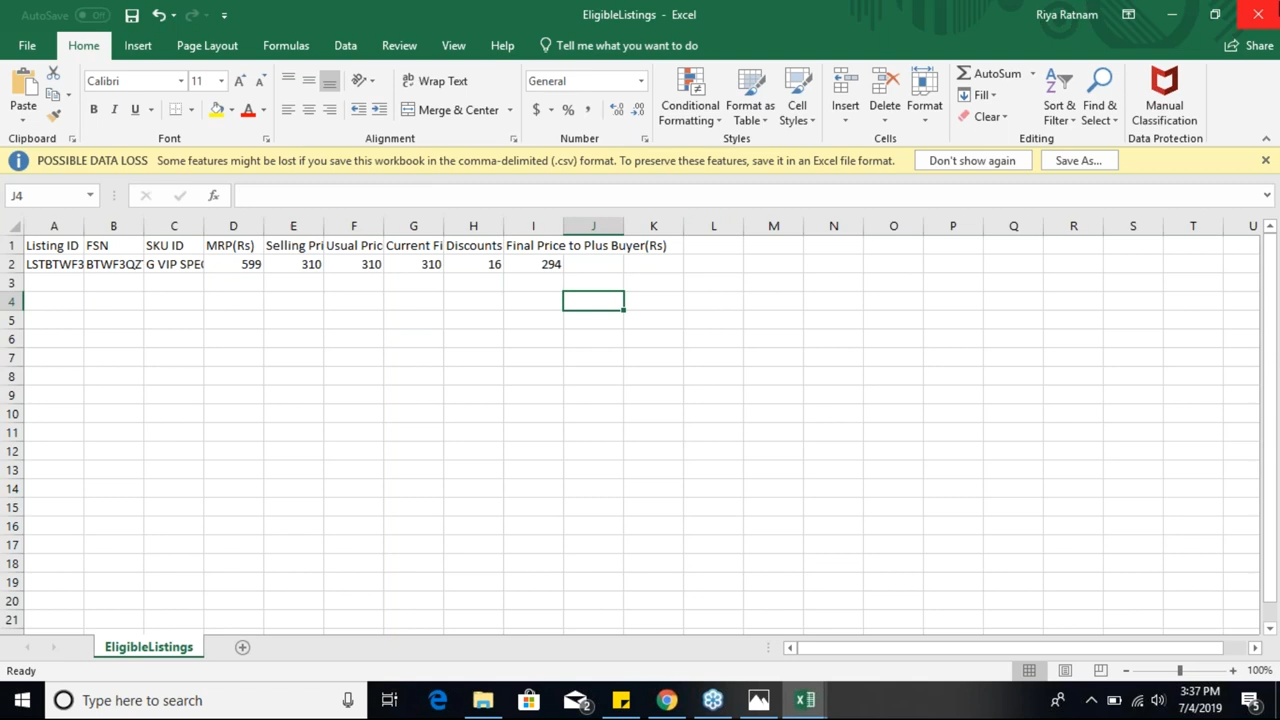 AutoSave Off
EligibleListings - Excel
Riya Ratnam
File Home Insert Page Layout Formulas Data Review View Help Tell me what you want to do Share
Paste
Calibri 11
B I U
Wrap Text
Merge & Center
General
$ %
Conditional Formatting
Format as Table
Cell Styles
Insert
Delete
Format
AutoSum
Fill
Clear
Sort & Filter
Find & Select
Manual Classification
Clipboard Font Alignment Number Styles Cells Editing Data Protection
POSSIBLE DATA LOSS Some features might be lost if you save this workbook in the comma-delimited (.csv) format. To preserve these features, save it in an Excel file format. Don't show again Save As...
J4 fx
A B C D E F G H I J K L M N O P Q R S T U
1 Listing ID FSN SKU ID MRP(Rs) Selling Pri Usual Pric Current Fi Discounts Final Price to Plus Buyer(Rs)
2 LSTBTWF3 BTWF3QZ G VIP SPEC 599 310 310 310 16 294
3
4
5
6
7
8
9
10
11
12
13
14
15
16
17
18
19
20
21
EligibleListings
Ready 100%
Type here to search
2
3:37 PM
7/4/2019
5